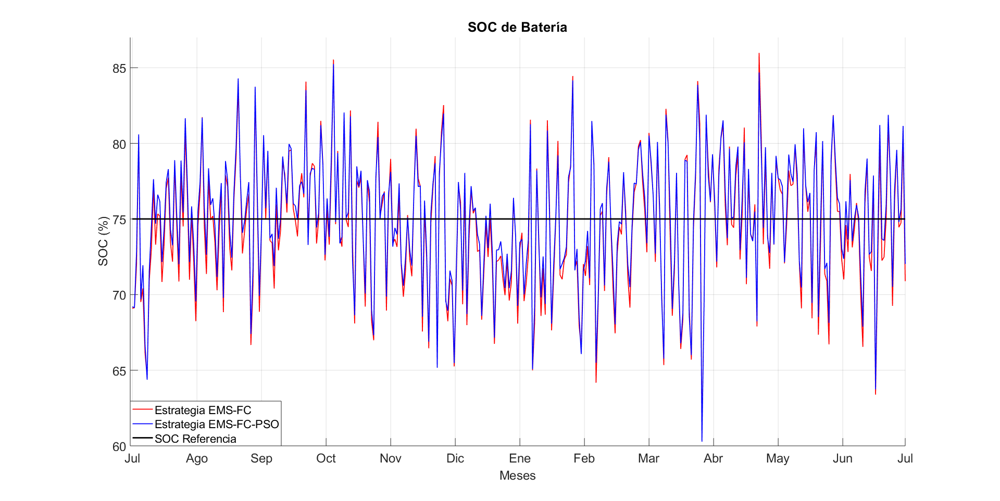 SOC de Batería
85
80
75
70
65
60
SOC (%)
Estrategia EMS-FC
Estrategia EMS-FC-PSO
SOC Referencia
Jul Ago Sep Oct Nov Dic Ene Feb Mar Abr May Jun Jul
Meses